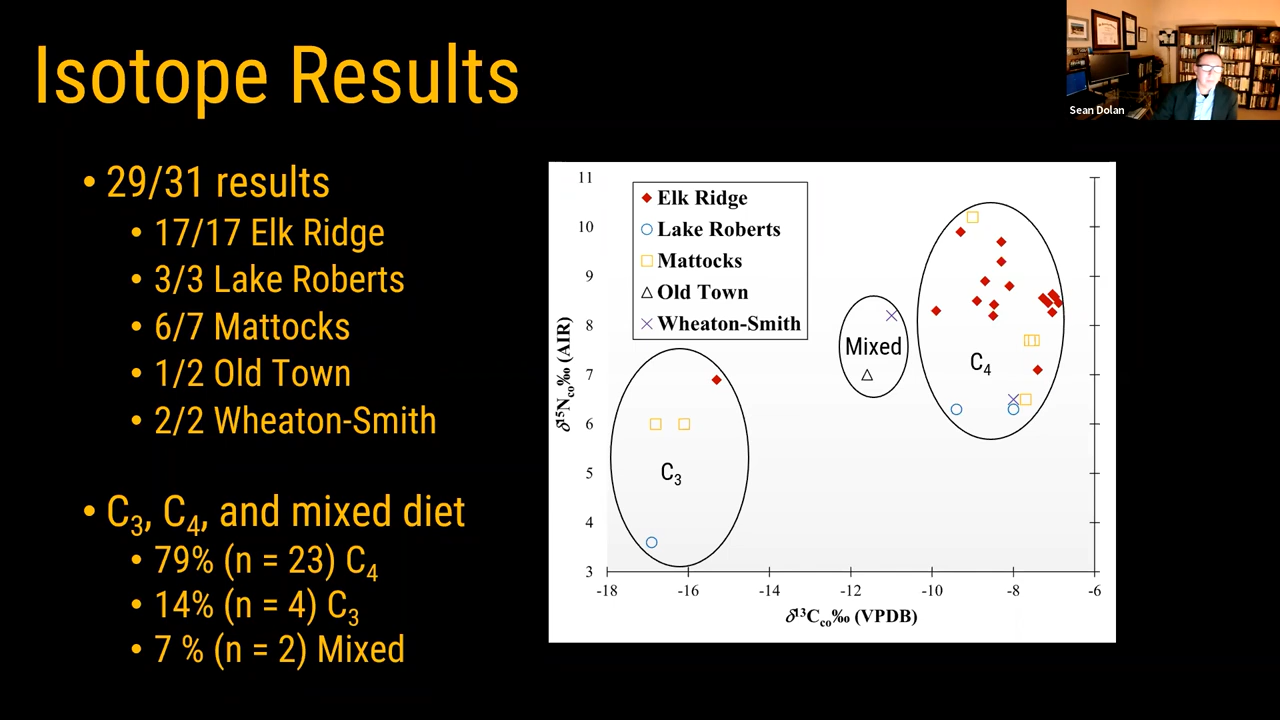 Isotope Results
Sean Dolan
• 29/31 results
• 17/17 Elk Ridge
• 3/3 Lake Roberts
• 6/7 Mattocks
• 1/2 Old Town
• 2/2 Wheaton-Smith
• C₃, C₄, and mixed diet
• 79% (n = 23) C₄
• 14% (n = 4) C₃
• 7 % (n = 2) Mixed
Elk Ridge
Lake Roberts
Mattocks
Old Town
Wheaton-Smith
11
10
9
8
7
6
5
4
3
δ¹⁵N_co‰ (AIR)
C₃
Mixed
C₄
-18 -16 -14 -12 -10 -8 -6
δ¹³C_co‰ (VPDB)